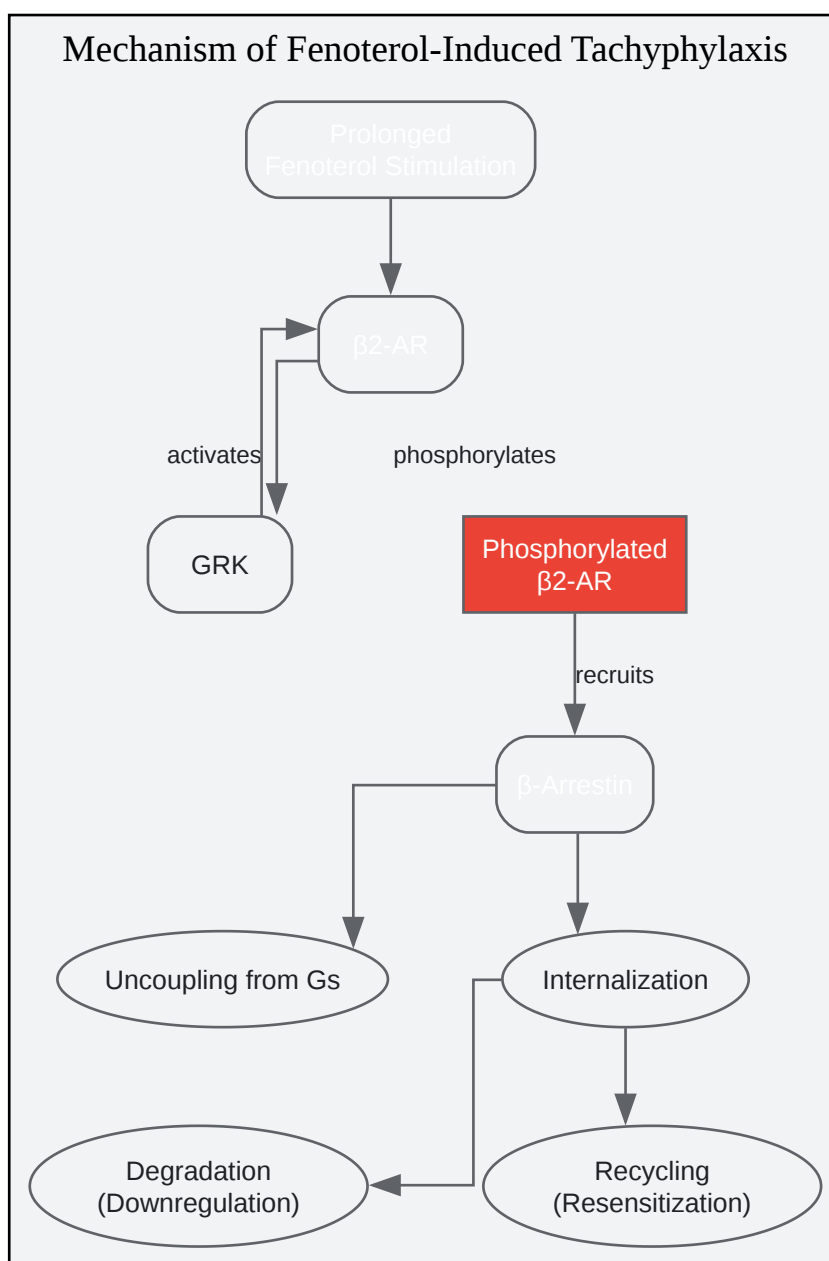 Mechanism of Fenoterol-Induced Tachyphylaxis
Prolonged
Fenoterol Stimulation
β2-AR
activates
phosphorylates
GRK
Phosphorylated
β2-AR
recruits
β-Arrestin
Uncoupling from Gs
Internalization
Degradation
(Downregulation)
Recycling
(Resensitization)